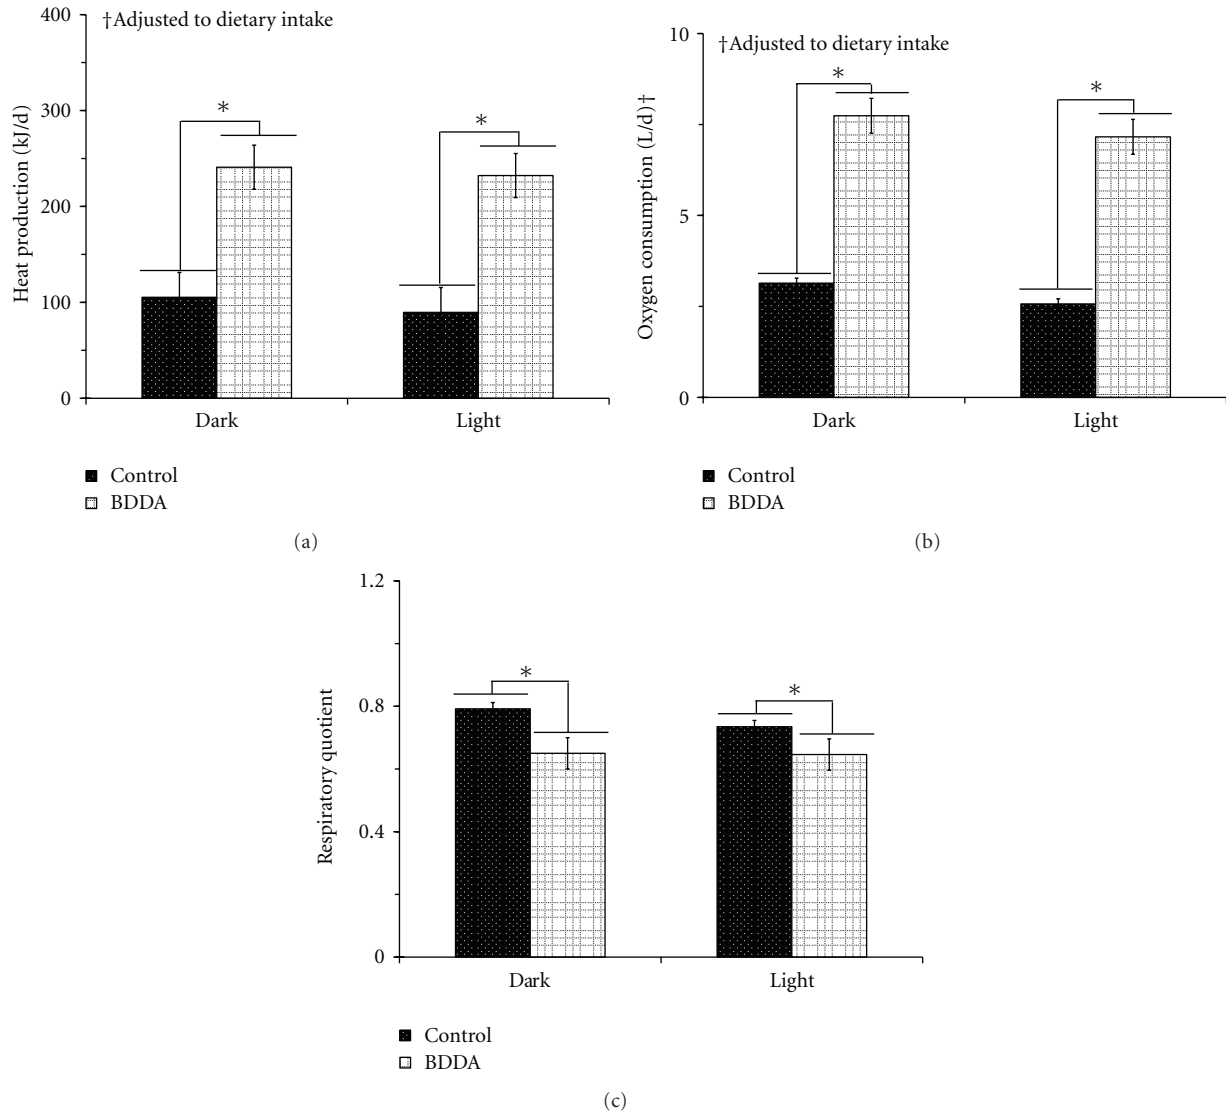 †Adjusted to dietary intake
Heat production (kJ/d)
400
300
200
100
0
*
*
Dark
Light
Control
BDDA
(a)
†Adjusted to dietary intake
Oxygen consumption (L/d)†
10
5
0
*
*
Dark
Light
Control
BDDA
(b)
Respiratory quotient
1.2
0.8
0.4
0
*
*
Dark
Light
Control
BDDA
(c)